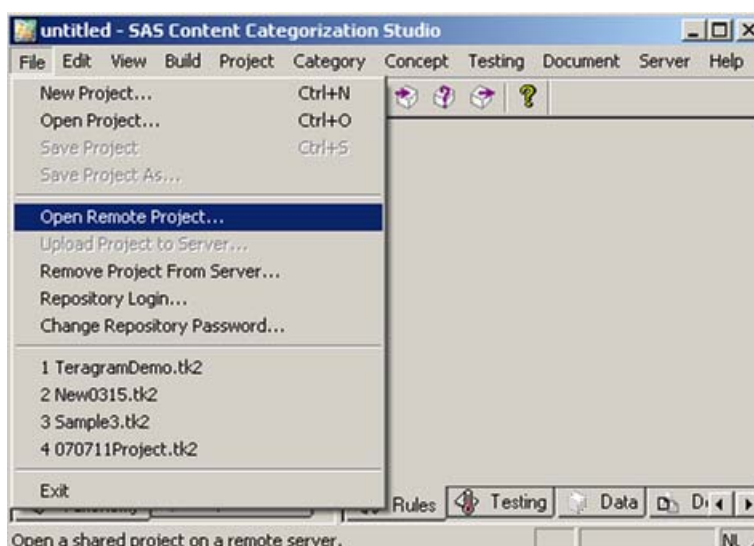 untitled - SAS Content Categorization Studio
File Edit View Build Project Category Concept Testing Document Server Help
New Project... Ctrl+N
Open Project... Ctrl+O
Save Project Ctrl+S
Save Project As...
Open Remote Project...
Upload Project to Server...
Remove Project From Server...
Repository Login...
Change Repository Password...
1 TeragramDemo.tk2
2 New0315.tk2
3 Sample3.tk2
4 070711Project.tk2
Exit
Rules Testing Data
Open a shared project on a remote server. NL